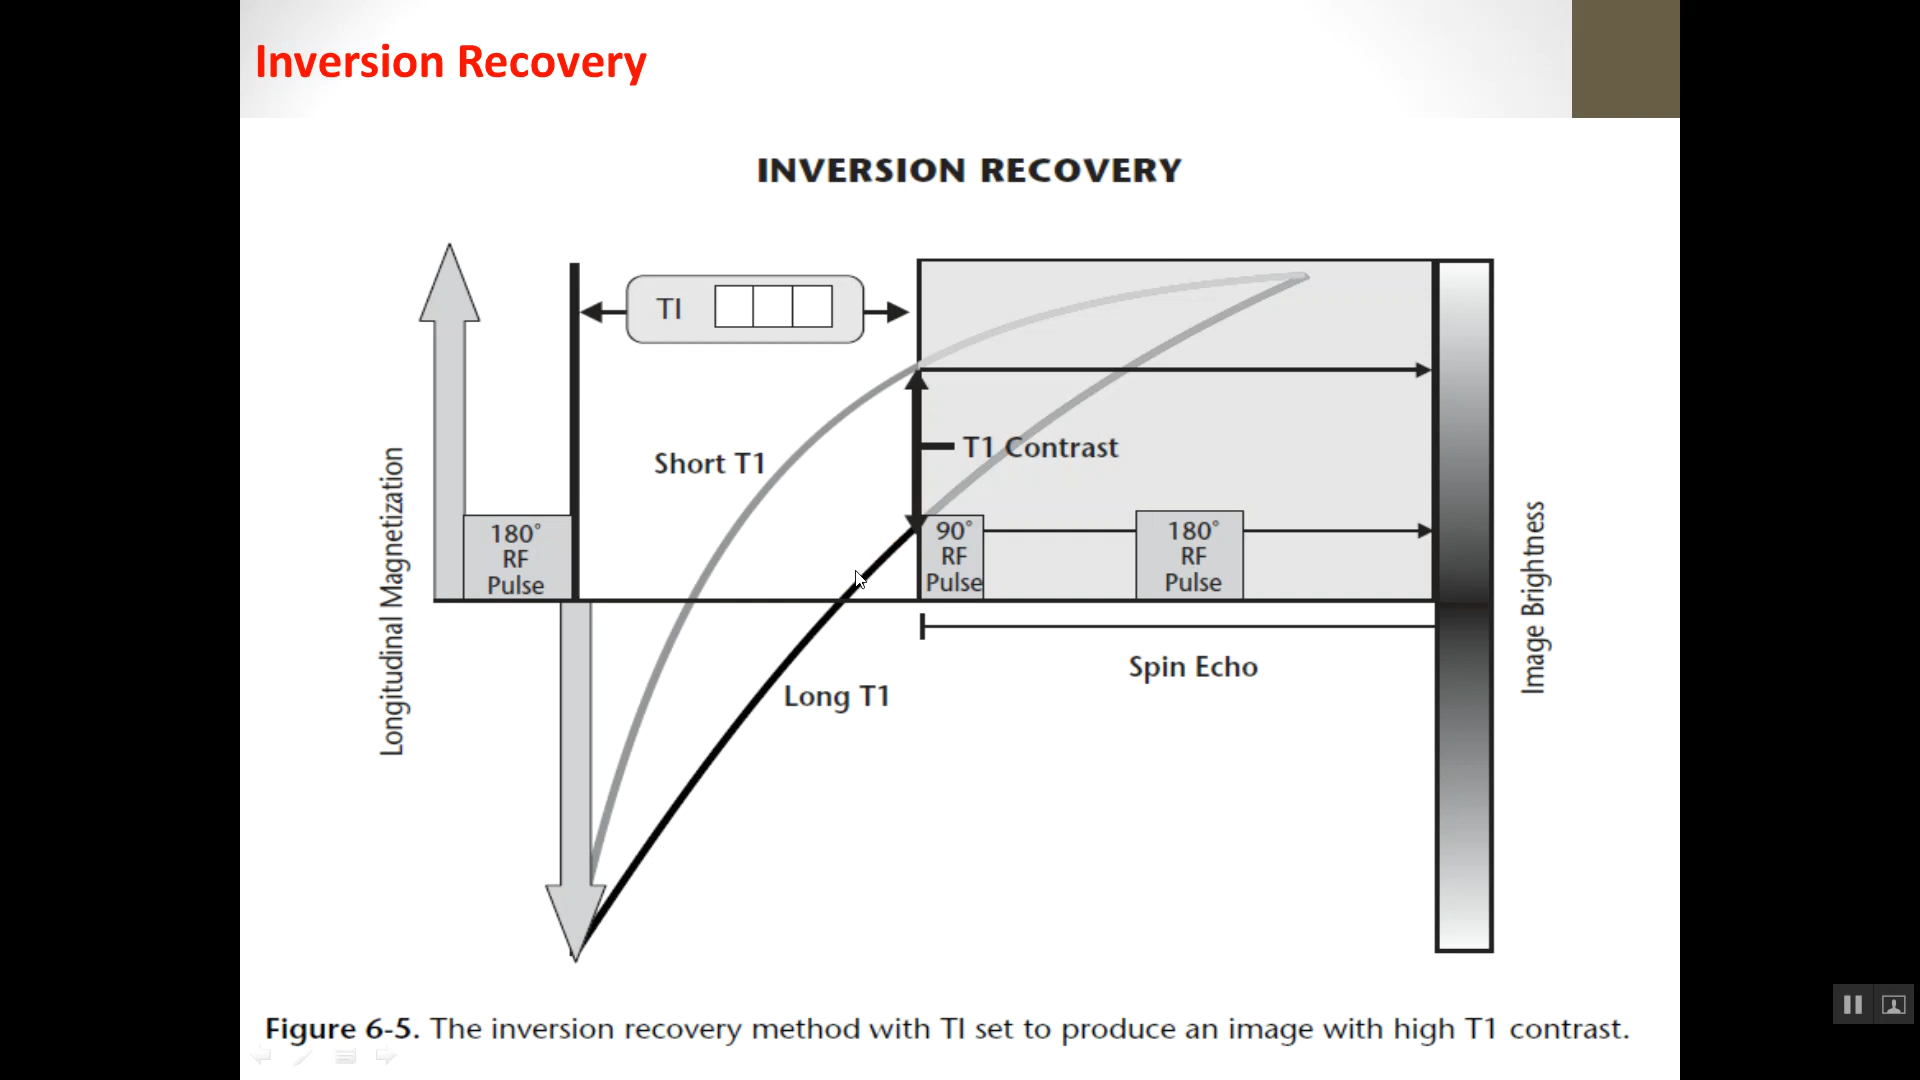 Inversion Recovery
INVERSION RECOVERY
TI
Short T1
T1 Contrast
Longitudinal Magnetization
180°
RF
Pulse
90°
RF
Pulse
180°
RF
Pulse
Image Brightness
Long T1
Spin Echo
Figure 6-5. The inversion recovery method with TI set to produce an image with high T1 contrast.